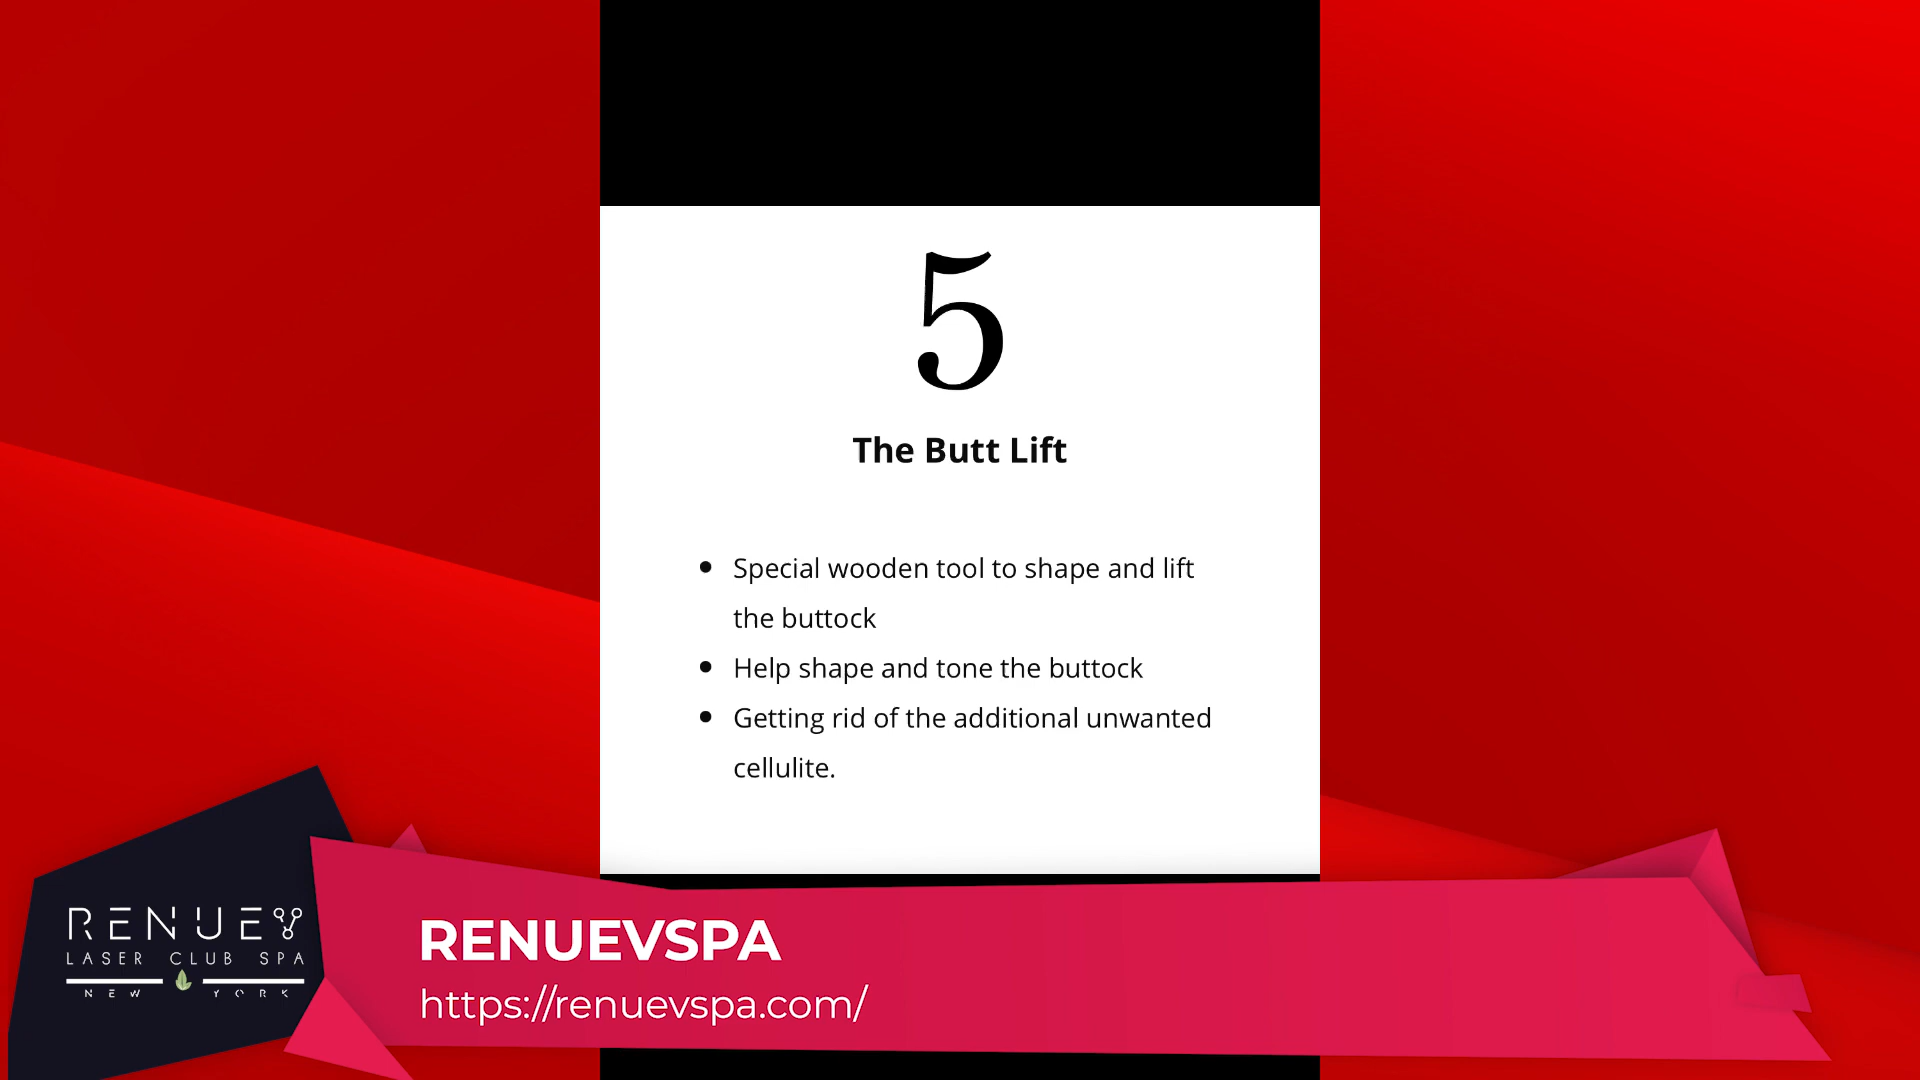 5
The Butt Lift
• Special wooden tool to shape and lift
the buttock
• Help shape and tone the buttock
• Getting rid of the additional unwanted
cellulite.
RENUEV
LASER CLUB SPA
NEW YORK
RENUEVSPA
https://renuevspa.com/